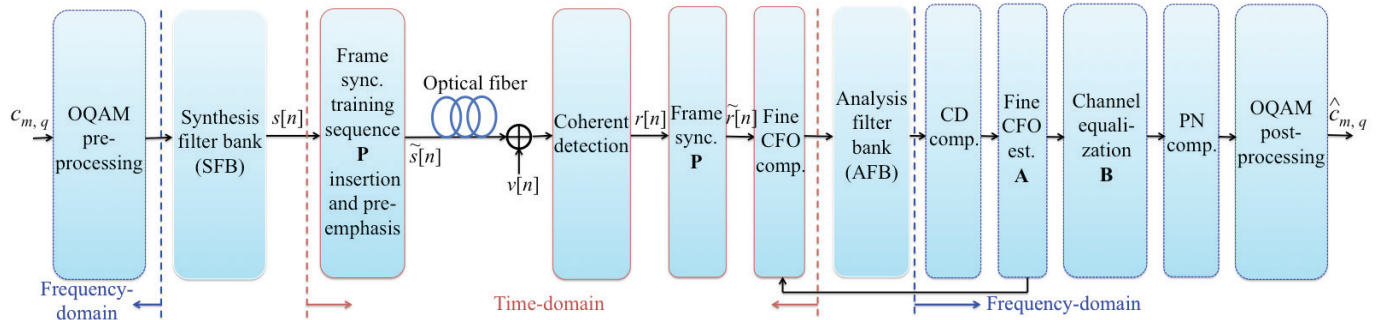 c_{m, q}
OQAM
pre-
processing
Synthesis
filter bank
(SFB)
s[n]
Frame
sync.
training
sequence
P
insertion
and pre-
emphasis
Optical fiber
s̃[n]
v[n]
Coherent
detection
r[n]
Frame
sync.
P
r̃[n]
Fine
CFO
comp.
Analysis
filter
bank
(AFB)
CD
comp.
Fine
CFO
est.
A
Channel
equali-
zation
B
PN
comp.
OQAM
post-
processing
ĉ_{m, q}
Frequency-
domain
Time-domain
Frequency-domain